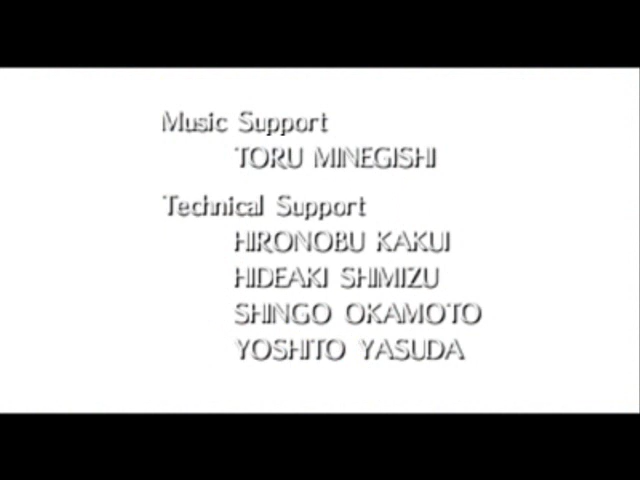 Music Support
TORU MINEGISHI
Technical Support
HIRONOBU KAKUI
HIDEAKI SHIMIZU
SHINGO OKAMOTO
YOSHITO YASUDA